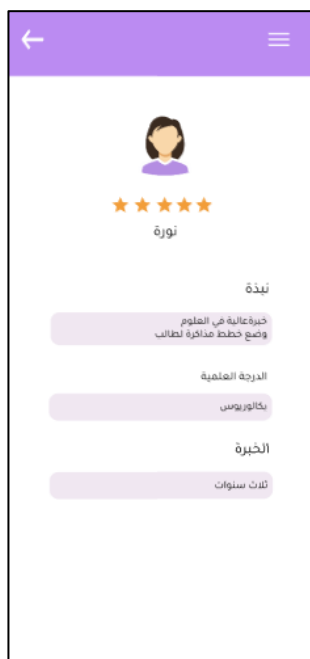 نورة
نبذة
خبرةعالية في العلوم
وضع خطط مذاكرة لطالب
الدرجة العلمية
بكالوريوس
الخبرة
ثلاث سنوات